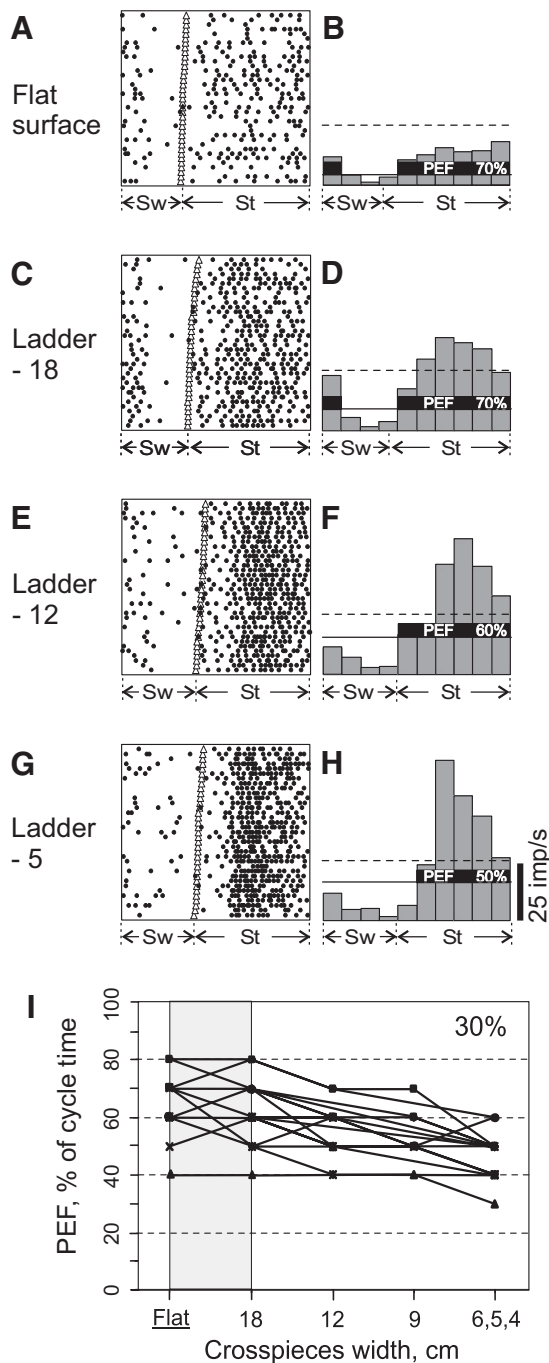 A
B
Flat
surface
PEF 70%
Sw St
Sw St
C
D
Ladder
- 18
PEF 70%
Sw St
Sw St
E
F
Ladder
- 12
PEF 60%
Sw St
Sw St
G
H
Ladder
- 5
PEF 50%
25 imp/s
Sw St
Sw St
I
30%
PEF, % of cycle time
100
80
60
40
20
0
Flat 18 12 9 6,5,4
Crosspieces width, cm